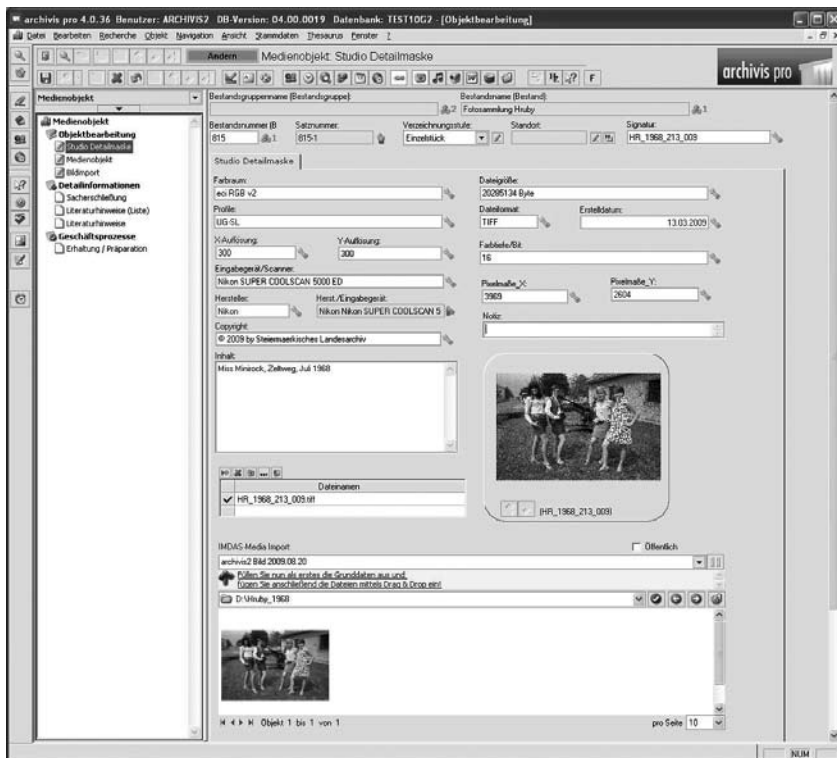 archivis pro 4.0.36 Benutzer: ARCHIVIS2 DB-Version: 04.00.0019 Datenbank: TEST10G2 - [Objektbearbeitung]
Datei Bearbeiten Recherche Objekt Navigation Ansicht Stammdaten Thesaurus Fenster ?
Ändern Medienobjekt: Studio Detailmaske
F
archivis pro
Medienobjekt
Medienobjekt
Objektbearbeitung
Studio Detailmaske
Medienobjekt
Bildimport
Detailinformationen
Sacherschließung
Literaturhinweise (Liste)
Literaturhinweise
Geschäftsprozesse
Erhaltung / Präparation
Bestandsgruppenname (Bestandsgruppe): Bestandsname (Bestand)
2 Fotosammlung Hruby 1
Bestandsnummer (B Satznummer: Verzeichnungsstufe: Standort: Signatur:
815 1 815-1 Einzelstück HR_1968_213_009
Studio Detailmaske
Farbraum: Dateigröße:
eci RGB v2 20285134 Byte
Profile: Dateiformat: Erstelldatum:
UG-SL TIFF 13.03.2009
X-Auflösung: Y-Auflösung: Farbtiefe/Bit:
300 300 16
Eingabegerät/Scanner:
Nikon SUPER COOLSCAN 5000 ED
Pixelmaße_X: Pixelmaße_Y:
3969 2604
Hersteller: Herst./Eingabegerät:
Nikon Nikon Nikon SUPER COOLSCAN 5
Notiz:
Copyright:
© 2009 by Steiermaerkisches Landesarchiv
Inhalt:
Miss Minirock, Zeltweg, Juli 1968
Dateinamen
HR_1968_213_009.tiff
(HR_1968_213_009)
IMDAS-Media Import Öffentlich
archivis2 Bild 2009.08.20
Füllen Sie nun als erstes die Grunddaten aus und,
fügen Sie anschließend die Dateien mittels Drag & Drop ein!
D:\Hruby_1968
Objekt 1 bis 1 von 1 pro Seite 10
NUM